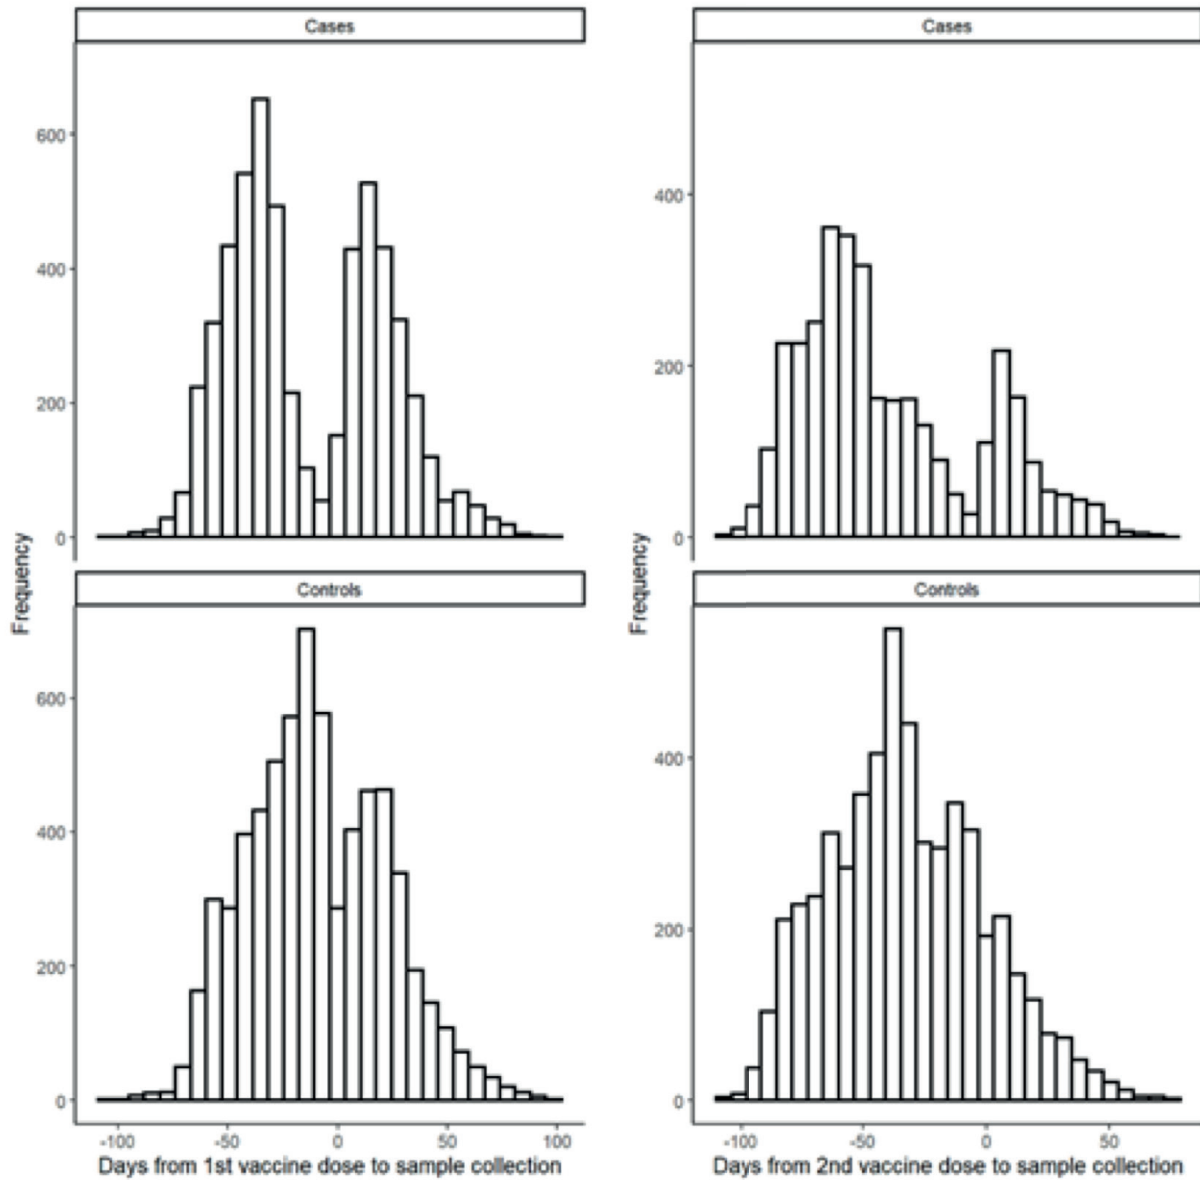 Cases
Cases
600
400
200
0
400
200
0
Frequency
Frequency
Controls
Controls
600
400
200
0
400
200
0
-100 -50 0 50 100
-100 -50 0 50
Days from 1st vaccine dose to sample collection
Days from 2nd vaccine dose to sample collection